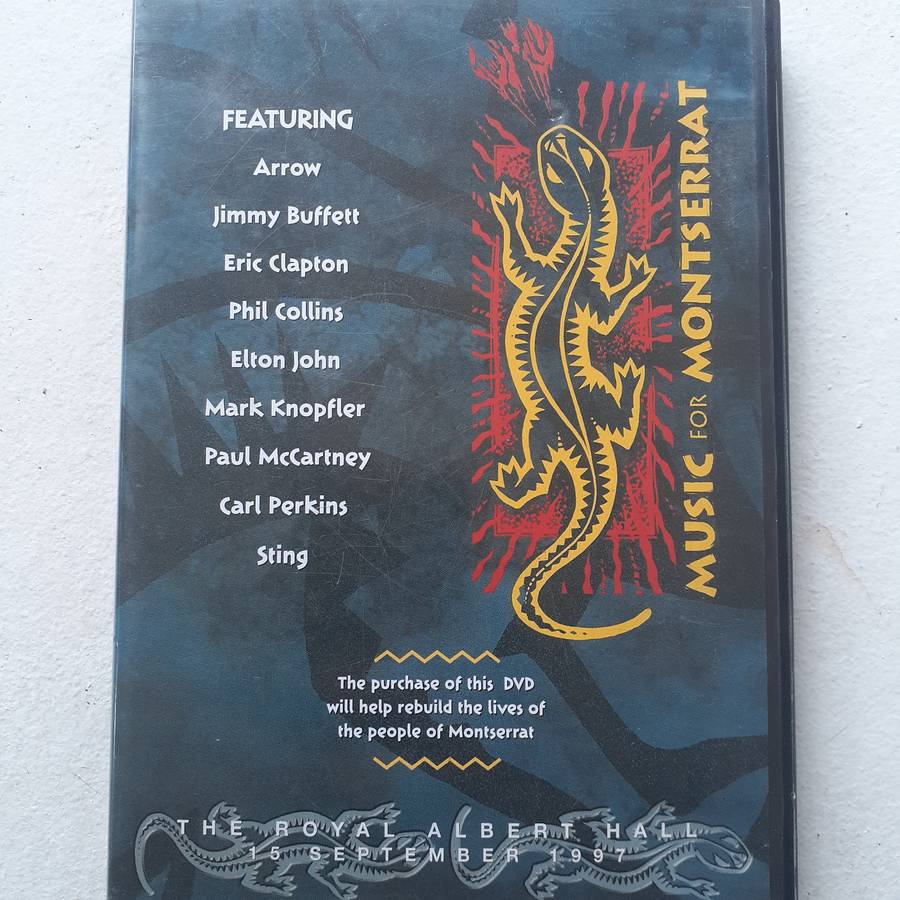 FEATURING
Arrow
Jimmy Buffett
Eric Clapton
Phil Collins
Elton John
Mark Knopfler
Paul McCartney
Carl Perkins
Sting
MUSIC FOR MONTSERRAT
The purchase of this DVD
will help rebuild the lives of
the people of Montserrat
THE ROYAL ALBERT HALL
15 SEPTEMBER 1997